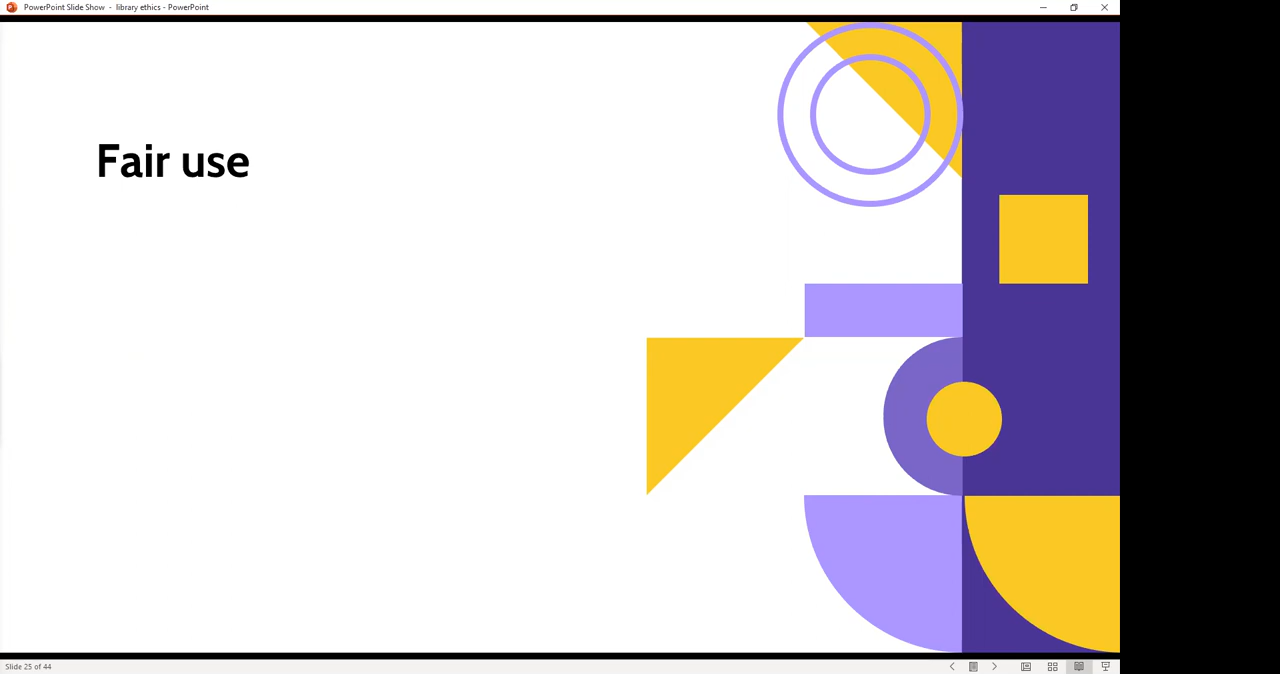 PowerPoint Slide Show - library ethics - PowerPoint
Fair use
Slide 25 of 44